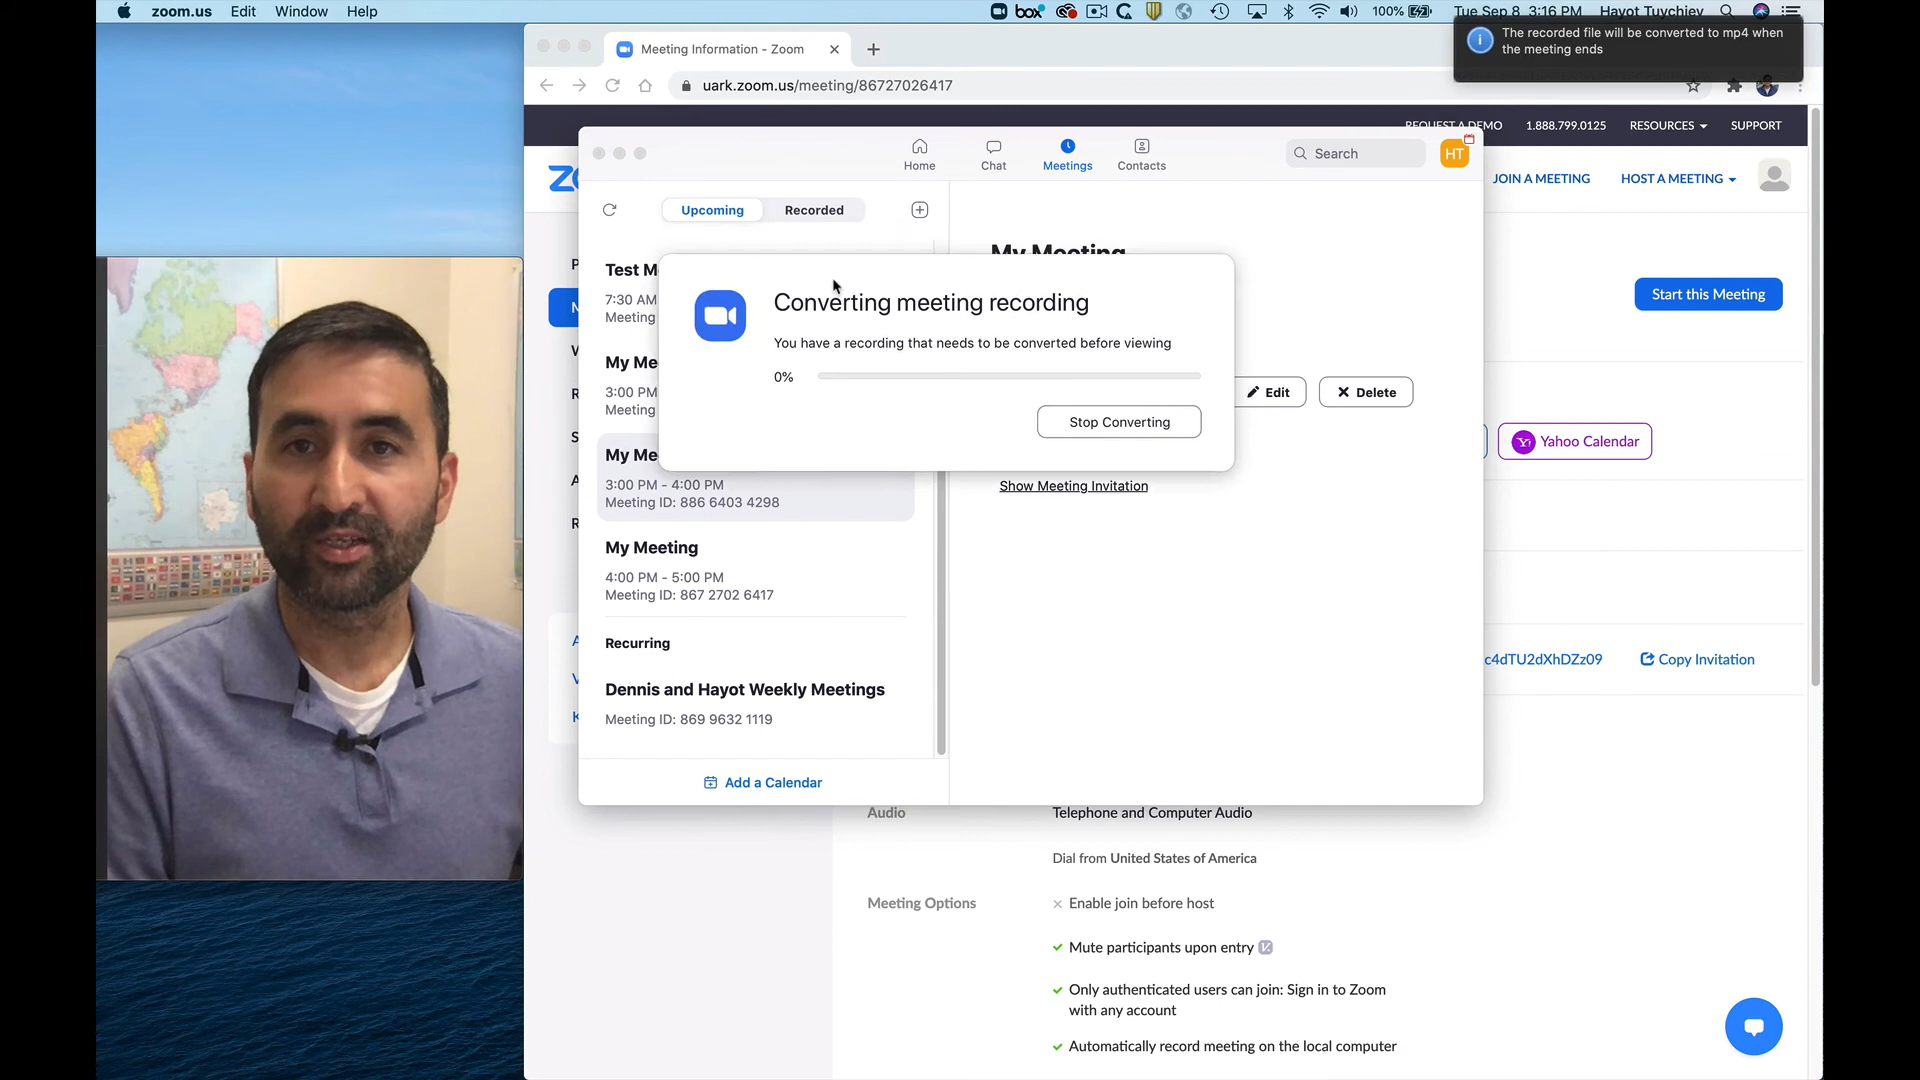 zoom.us Edit Window Help
box
100%
Tue Sep 8 3:16 PM Hayot Tuychiev
The recorded file will be converted to mp4 when
the meeting ends
Meeting Information - Zoom
uark.zoom.us/meeting/86727026417
REQUEST A DEMO 1.888.799.0125 RESOURCES SUPPORT
JOIN A MEETING HOST A MEETING
Home Chat Meetings Contacts
Search
HT
Upcoming Recorded
My Meeting
Start this Meeting
Test M
7:30 AM
Meeting
My Me
3:00 PM
Meeting
Converting meeting recording
You have a recording that needs to be converted before viewing
0%
Stop Converting
Edit
Delete
Yahoo Calendar
My Me
3:00 PM - 4:00 PM
Meeting ID: 886 6403 4298
Show Meeting Invitation
My Meeting
4:00 PM - 5:00 PM
Meeting ID: 867 2702 6417
Recurring
Dennis and Hayot Weekly Meetings
Meeting ID: 869 9632 1119
Add a Calendar
c4dTU2dXhDZz09
Copy Invitation
Audio
Telephone and Computer Audio
Dial from United States of America
Meeting Options
Enable join before host
Mute participants upon entry
Only authenticated users can join: Sign in to Zoom
with any account
Automatically record meeting on the local computer